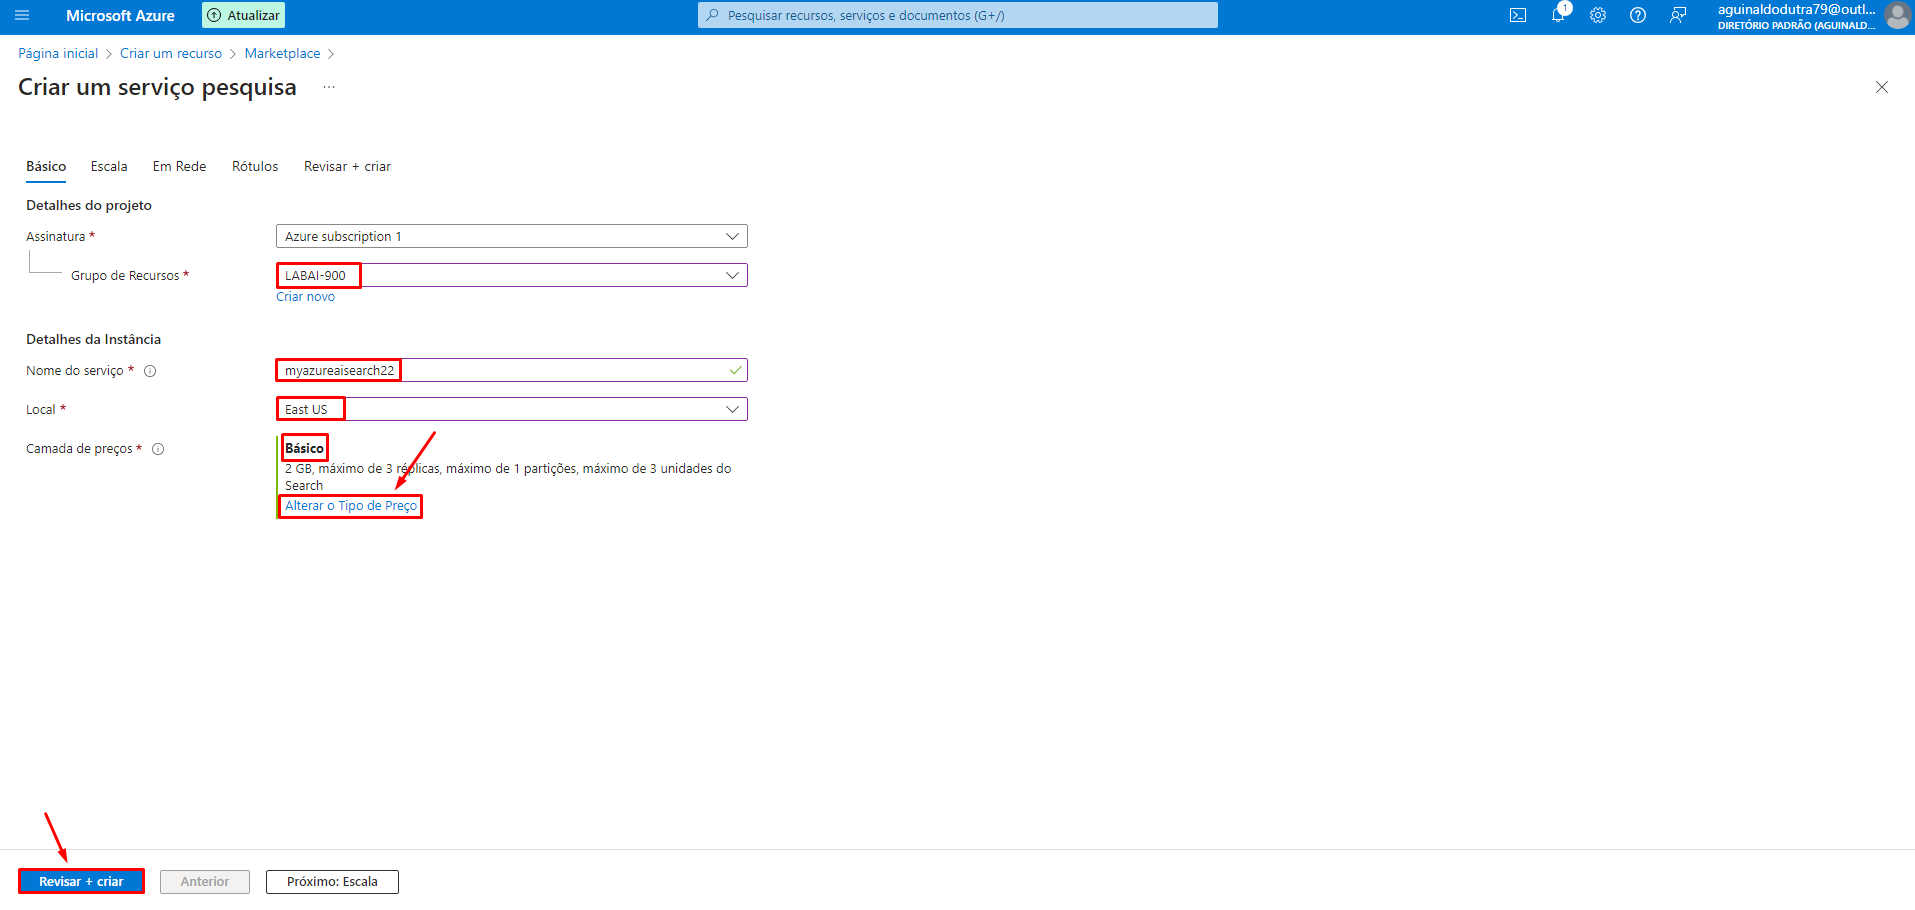 Microsoft Azure
Atualizar
Pesquisar recursos, serviços e documentos (G+/)
1
aguinaldodutra79@outl...
DIRETÓRIO PADRÃO (AGUINALD...
Página inicial > Criar um recurso > Marketplace >
Criar um serviço pesquisa ...
Básico Escala Em Rede Rótulos Revisar + criar
Detalhes do projeto
Assinatura *
Azure subscription 1
Grupo de Recursos *
LABAI-900
Criar novo
Detalhes da Instância
Nome do serviço *
myazureaisearch22
Local *
East US
Camada de preços *
Básico
2 GB, máximo de 3 réplicas, máximo de 1 partições, máximo de 3 unidades do
Search
Alterar o Tipo de Preço
Revisar + criar
Anterior
Próximo: Escala